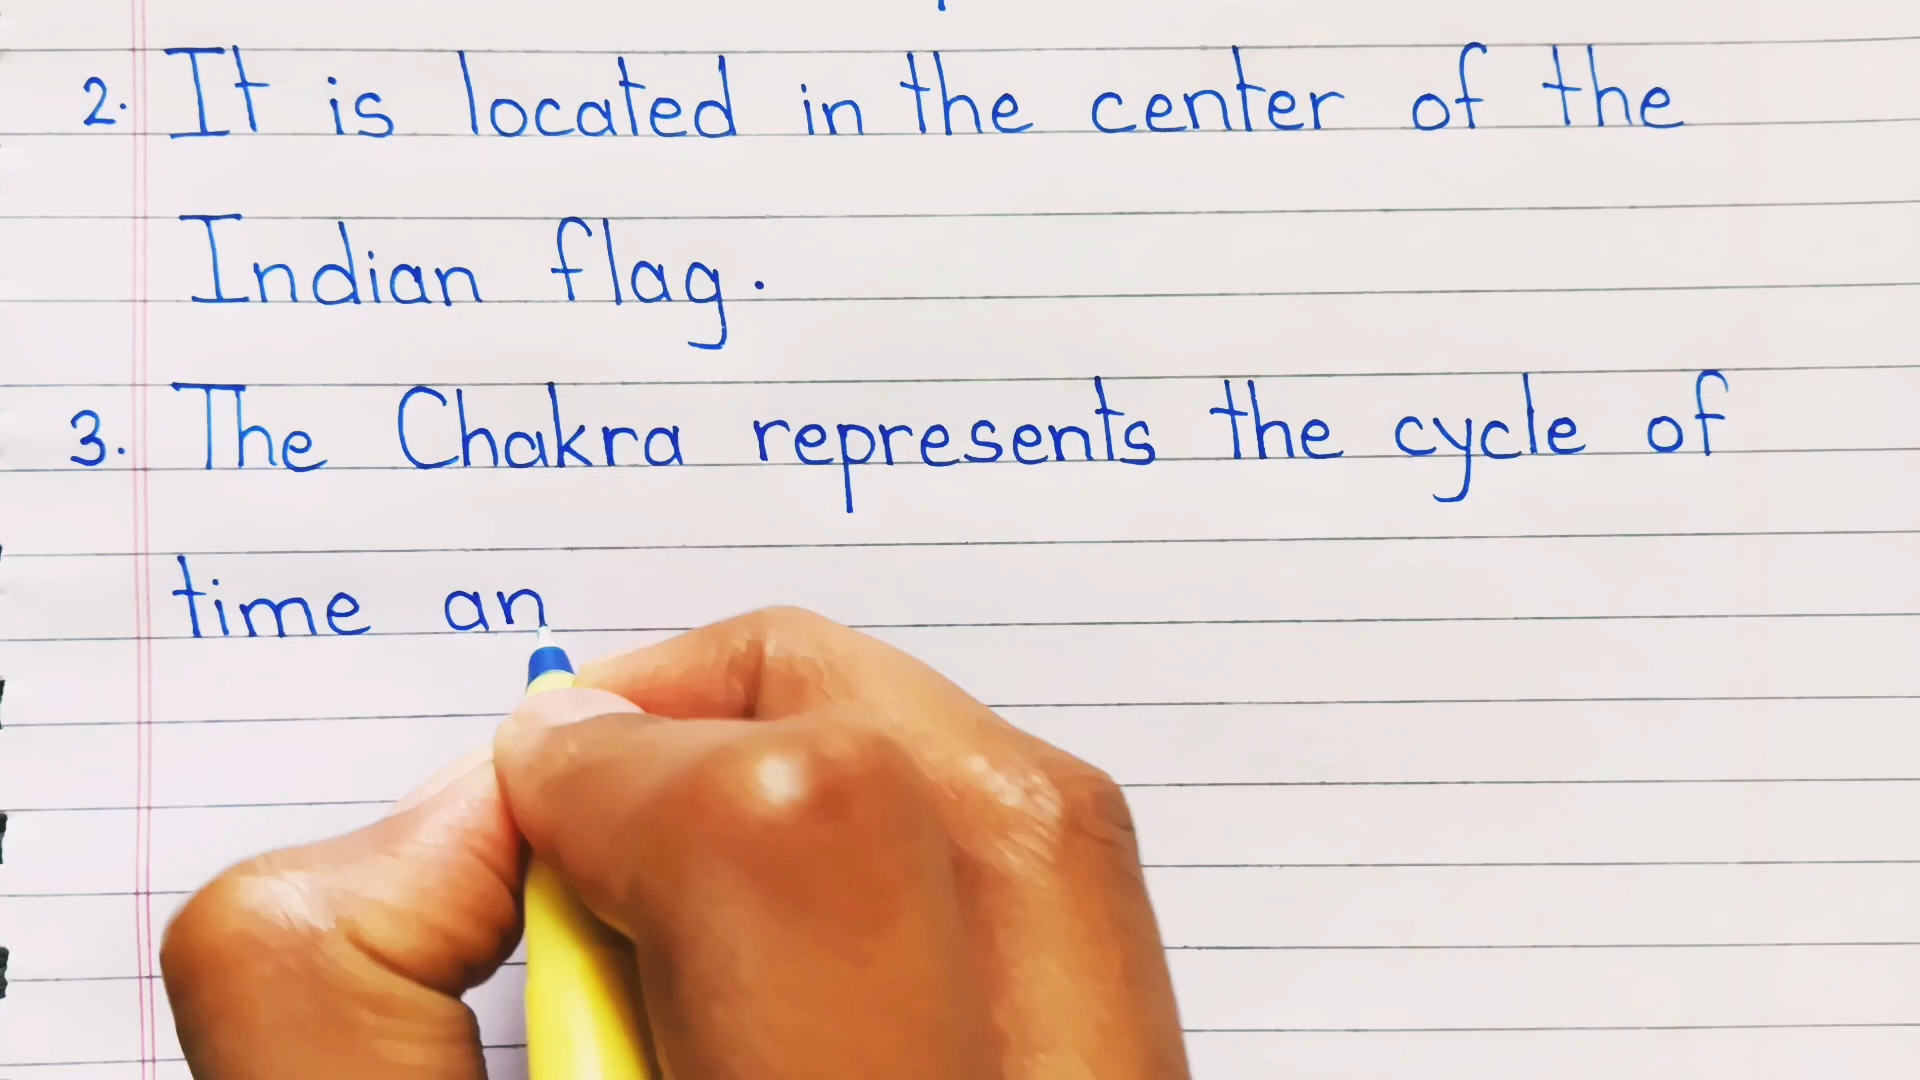 2. It is located in the center of the
Indian flag.
3. The Chakra represents the cycle of
time an